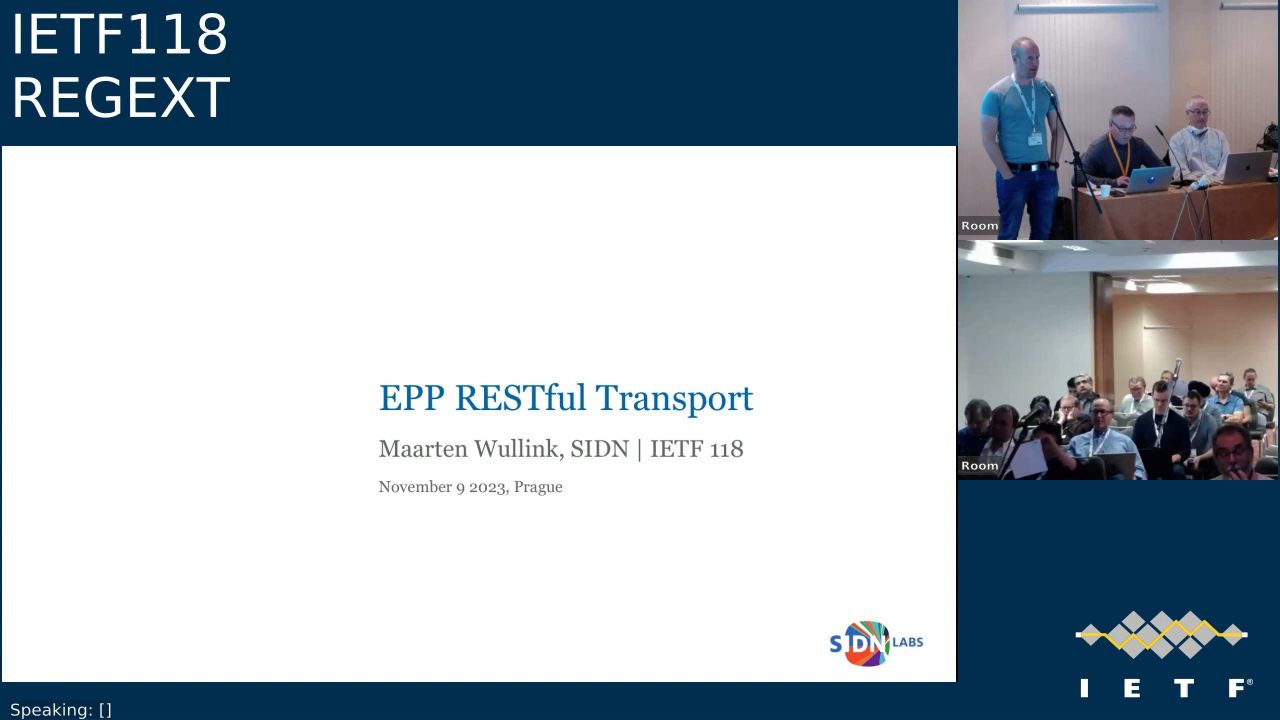 IETF118
REGEXT
EPP RESTful Transport
Maarten Wullink, SIDN | IETF 118
November 9 2023, Prague
SIDN LABS
Room
Room
I E T F®
Speaking: []